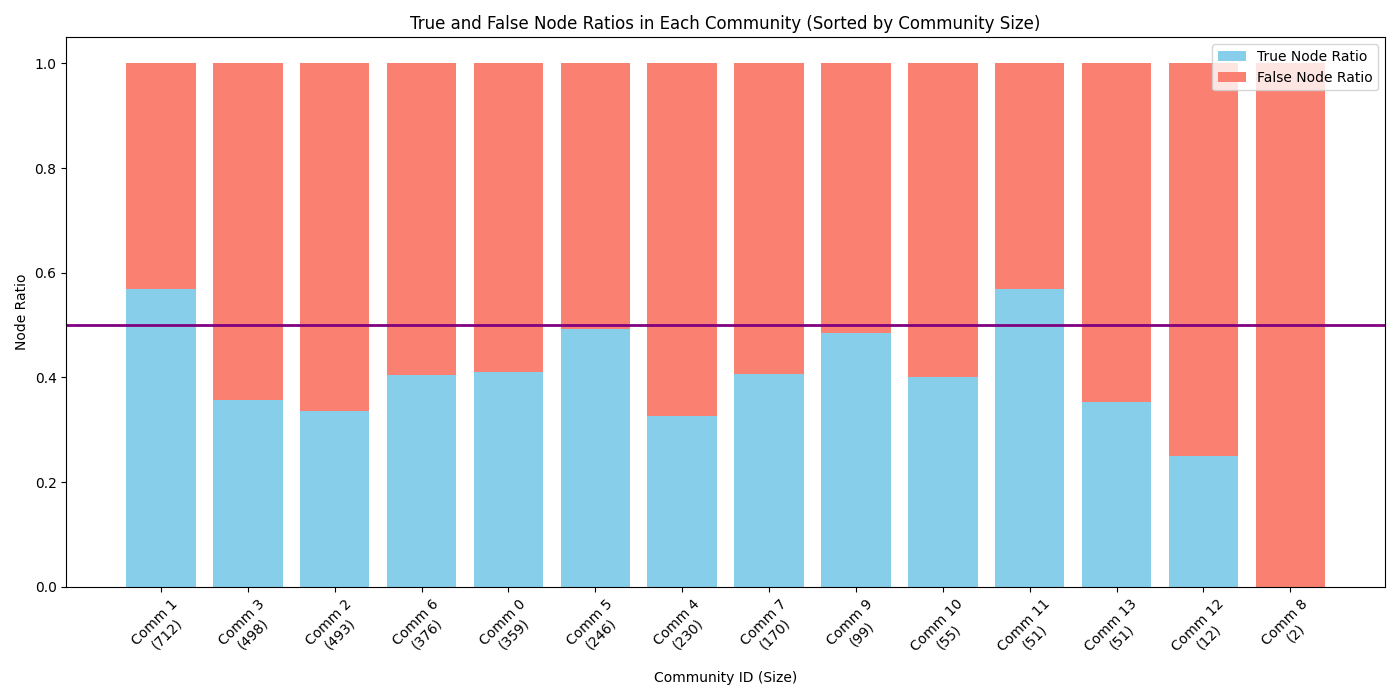 True and False Node Ratios in Each Community (Sorted by Community Size)
True Node Ratio
False Node Ratio
Node Ratio
1.0
0.8
0.6
0.4
0.2
0.0
Comm 1
(712)
Comm 3
(498)
Comm 2
(493)
Comm 6
(376)
Comm 0
(359)
Comm 5
(246)
Comm 4
(230)
Comm 7
(170)
Comm 9
(99)
Comm 10
(55)
Comm 11
(51)
Comm 13
(51)
Comm 12
(12)
Comm 8
(2)
Community ID (Size)